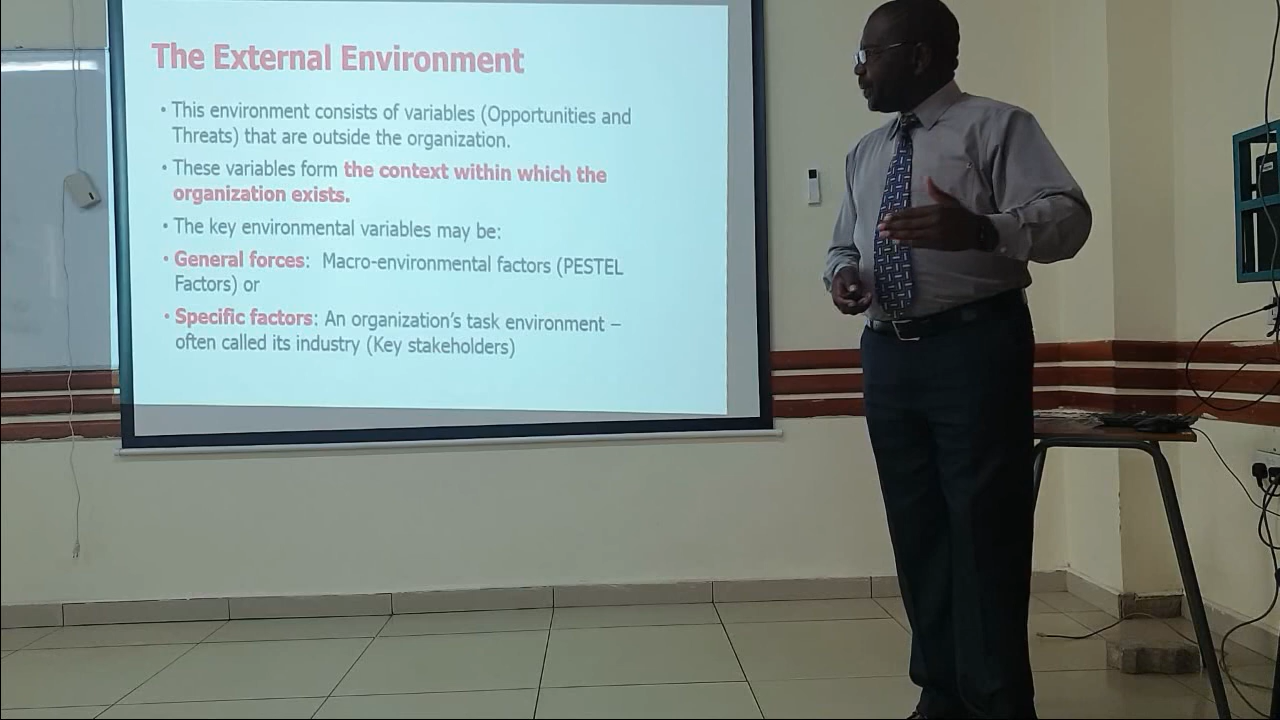 The External Environment
• This environment consists of variables (Opportunities and
Threats) that are outside the organization.
• These variables form the context within which the
organization exists.
• The key environmental variables may be:
• General forces:  Macro-environmental factors (PESTEL
Factors) or
• Specific factors: An organization’s task environment –
often called its industry (Key stakeholders)